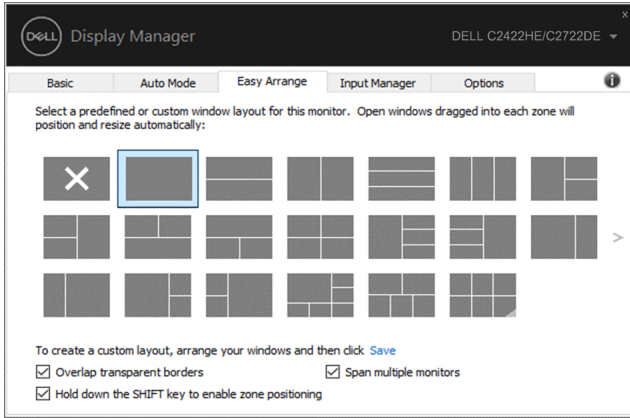 x
DELL Display Manager
DELL C2422HE/C2722DE
Basic Auto Mode Easy Arrange Input Manager Options
Select a predefined or custom window layout for this monitor. Open windows dragged into each zone will
position and resize automatically:
>
To create a custom layout, arrange your windows and then click Save
Overlap transparent borders Span multiple monitors
Hold down the SHIFT key to enable zone positioning